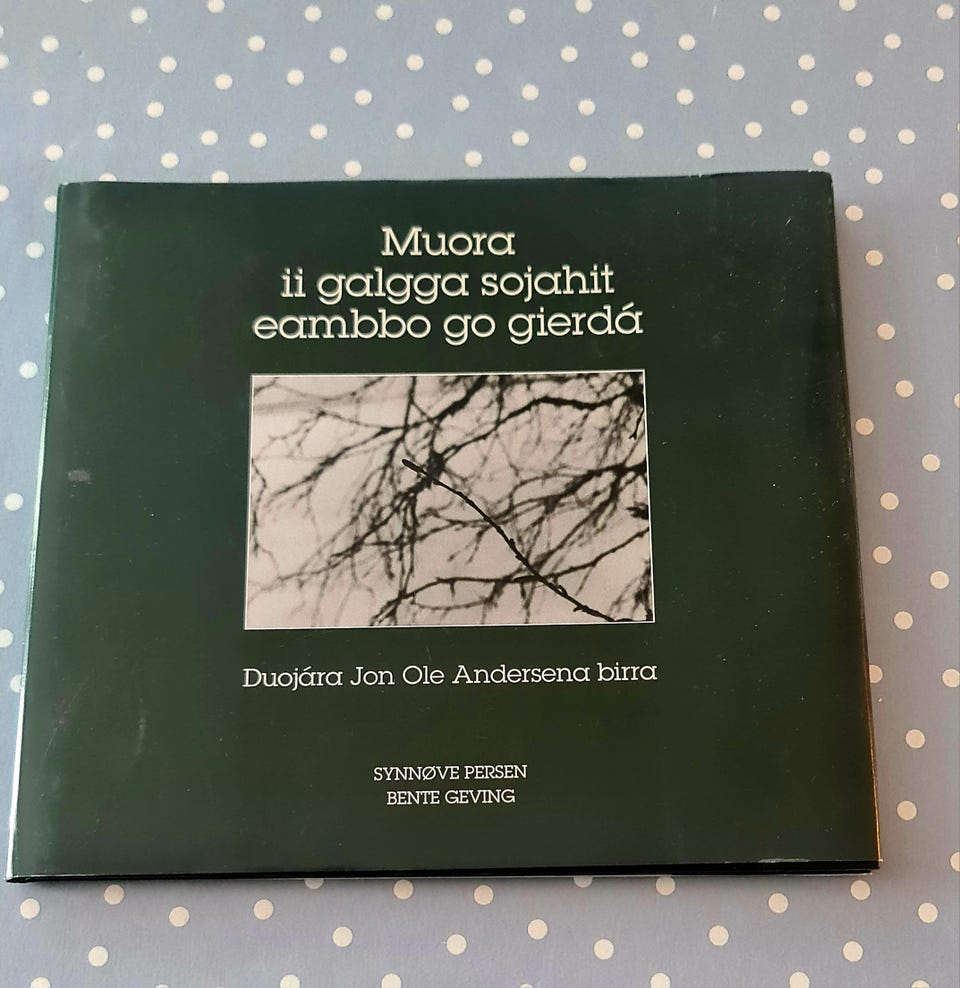 Muora
ii galgga sojahit
eambbo go gierdá
Duojára Jon Ole Andersena birra
SYNNØVE PERSEN
BENTE GEVING